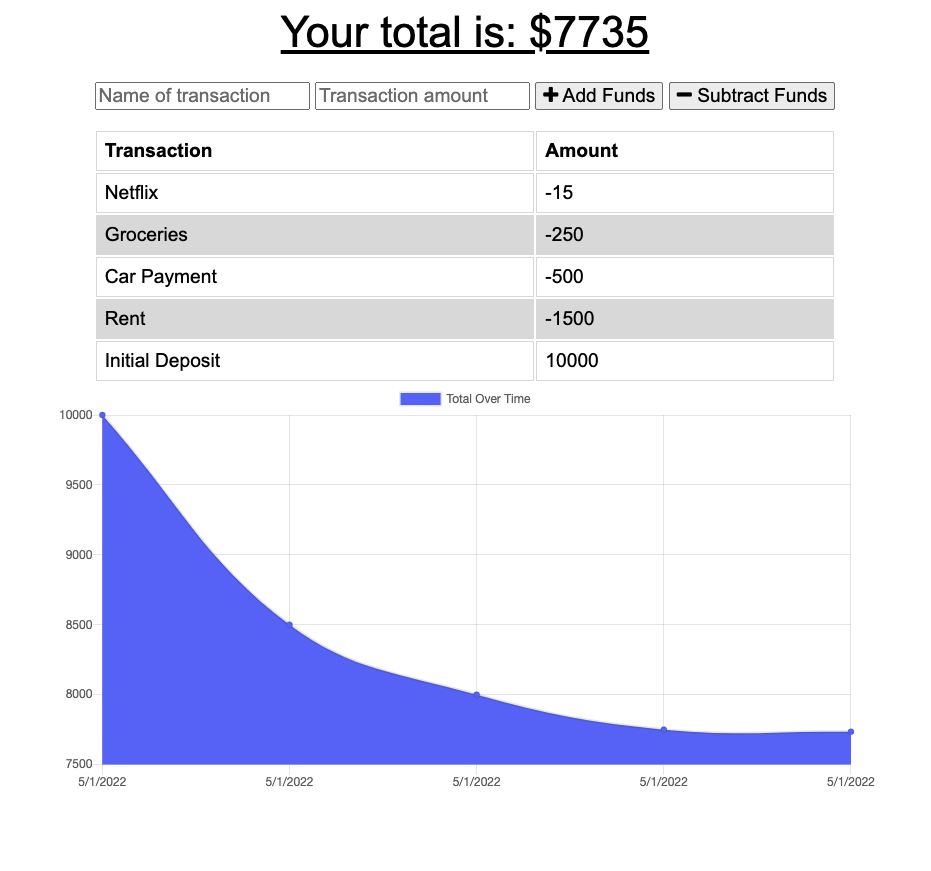 Your total is: $7735
Name of transaction Transaction amount Add Funds Subtract Funds
Transaction Amount
Netflix -15
Groceries -250
Car Payment -500
Rent -1500
Initial Deposit 10000
Total Over Time
10000
9500
9000
8500
8000
7500
5/1/2022 5/1/2022 5/1/2022 5/1/2022 5/1/2022